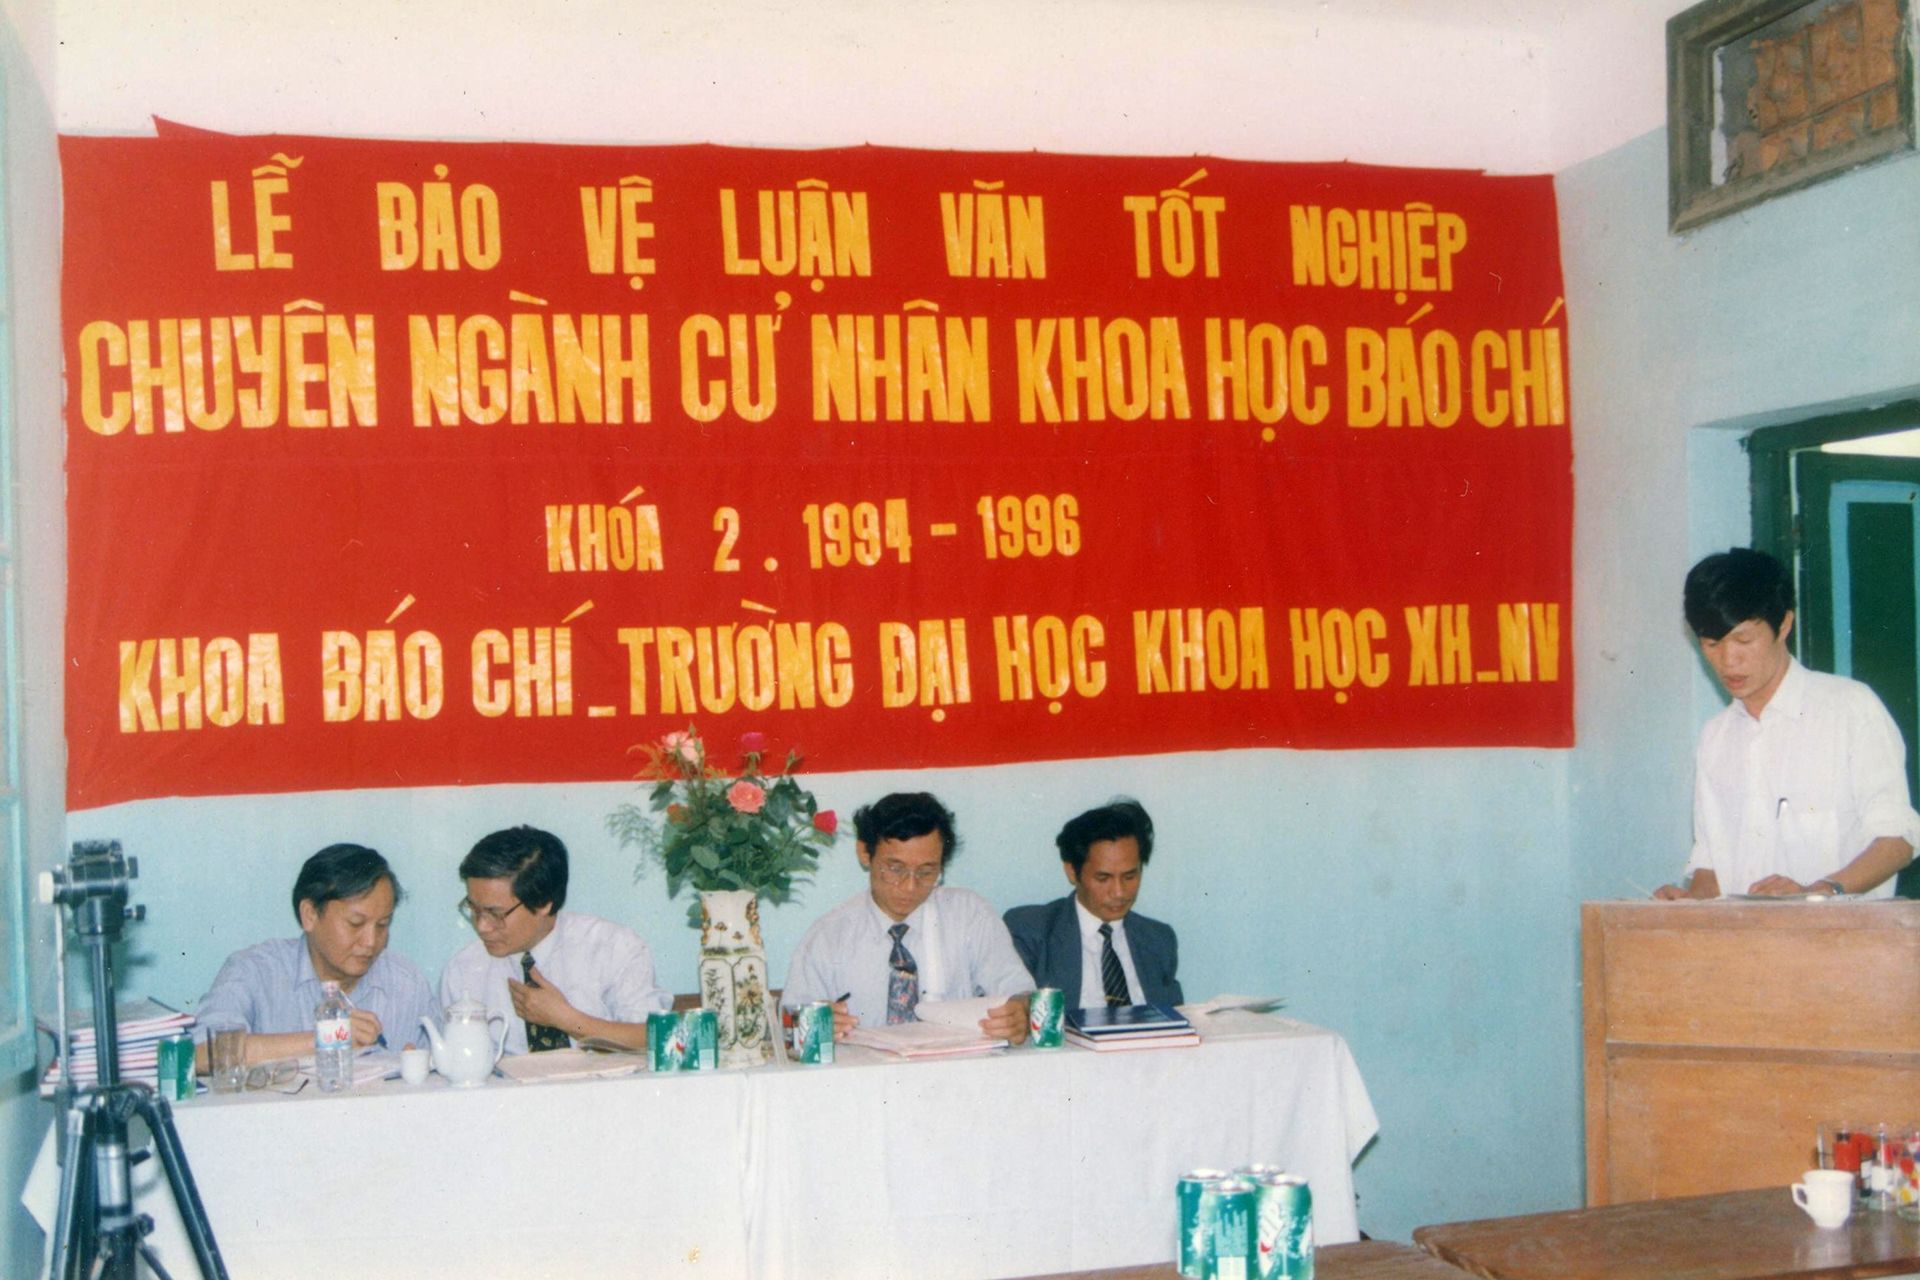 LỄ BẢO VỆ LUẬN VĂN TỐT NGHIỆP
CHUYÊN NGÀNH CỬ NHÂN KHOA HỌC BÁO CHÍ
KHÓA 2. 1994-1996
KHOA BÁO CHÍ_TRƯỜNG ĐẠI HỌC KHOA HỌC XH_NV